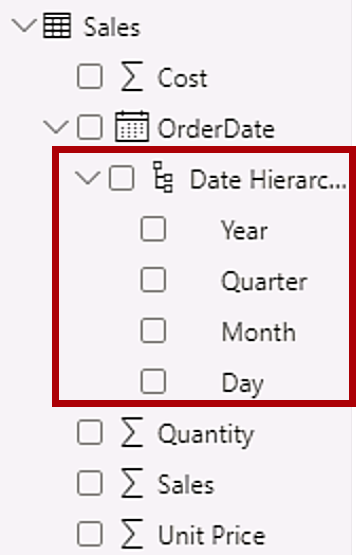 Sales
Σ Cost
OrderDate
Date Hierarc...
Year
Quarter
Month
Day
Σ Quantity
Σ Sales
Σ Unit Price